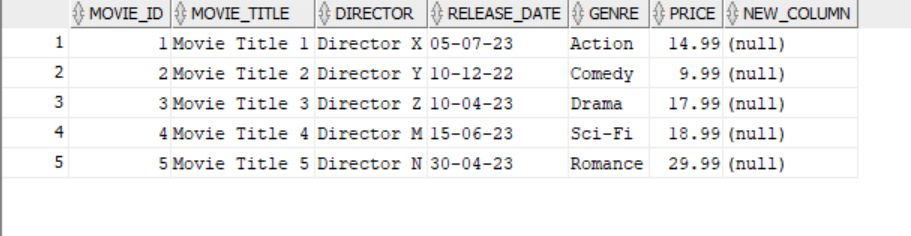 MOVIE_ID MOVIE_TITLE DIRECTOR RELEASE_DATE GENRE PRICE NEW_COLUMN
1 1 Movie Title 1 Director X 05-07-23 Action 14.99 (null)
2 2 Movie Title 2 Director Y 10-12-22 Comedy 9.99 (null)
3 3 Movie Title 3 Director Z 10-04-23 Drama 17.99 (null)
4 4 Movie Title 4 Director M 15-06-23 Sci-Fi 18.99 (null)
5 5 Movie Title 5 Director N 30-04-23 Romance 29.99 (null)